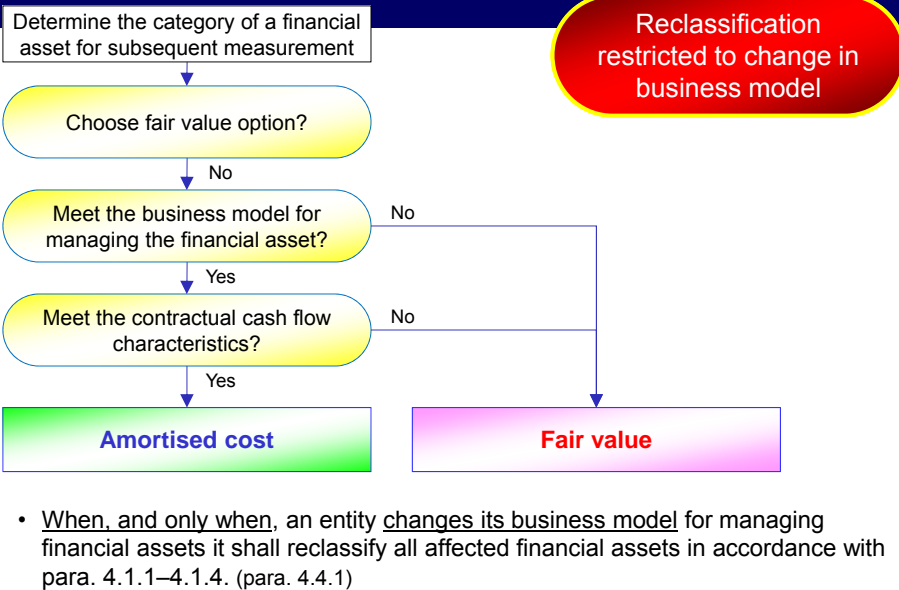 Determine the category of a financial
asset for subsequent measurement
Reclassification
restricted to change in
business model
Choose fair value option?
No
Meet the business model for
managing the financial asset?
No
Yes
Meet the contractual cash flow
characteristics?
No
Yes
Amortised cost
Fair value
• When, and only when, an entity changes its business model for managing
financial assets it shall reclassify all affected financial assets in accordance with
para. 4.1.1–4.1.4. (para. 4.4.1)